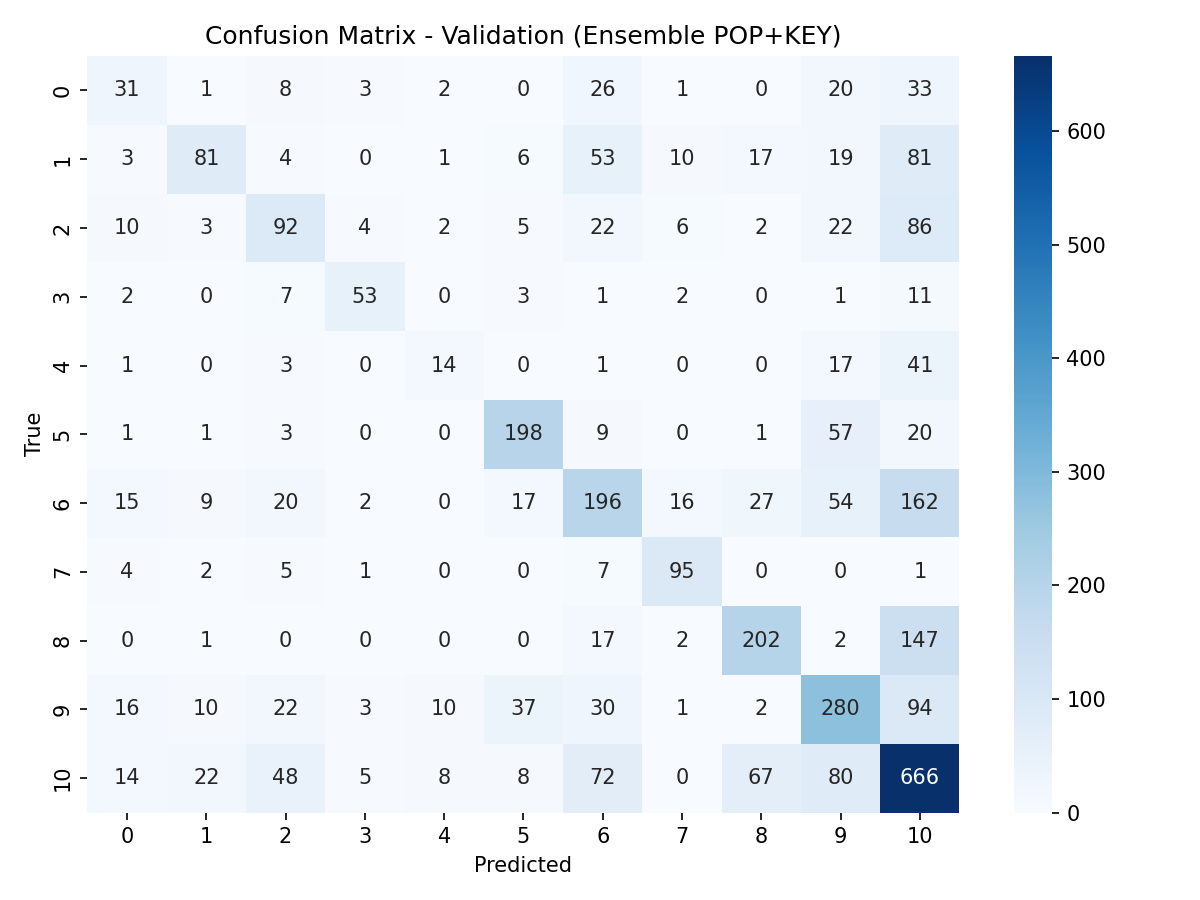 Confusion Matrix - Validation (Ensemble POP+KEY)
0 31 1 8 3 2 0 26 1 0 20 33
1 3 81 4 0 1 6 53 10 17 19 81
2 10 3 92 4 2 5 22 6 2 22 86
3 2 0 7 53 0 3 1 2 0 1 11
4 1 0 3 0 14 0 1 0 0 17 41
5 1 1 3 0 0 198 9 0 1 57 20
6 15 9 20 2 0 17 196 16 27 54 162
7 4 2 5 1 0 0 7 95 0 0 1
8 0 1 0 0 0 0 17 2 202 2 147
9 16 10 22 3 10 37 30 1 2 280 94
10 14 22 48 5 8 8 72 0 67 80 666
0 1 2 3 4 5 6 7 8 9 10
Predicted
True
600
500
400
300
200
100
0